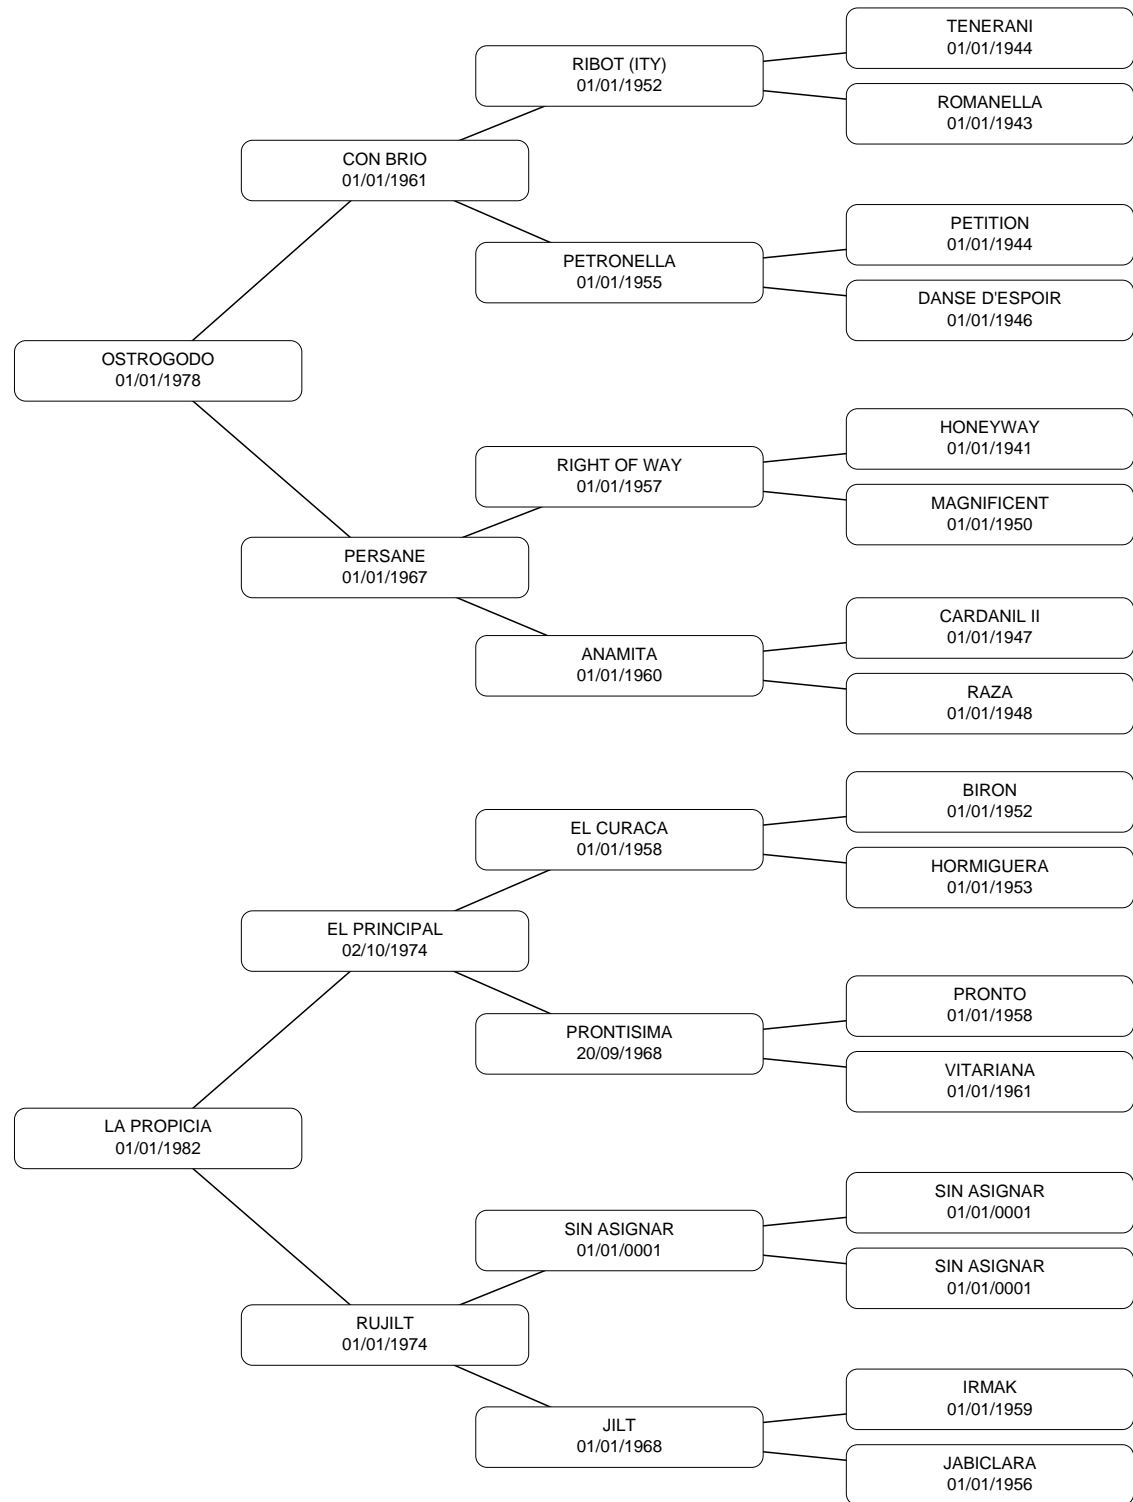 TENERANI
01/01/1944
RIBOT (ITY)
01/01/1952
ROMANELLA
01/01/1943
CON BRIO
01/01/1961
PETITION
01/01/1944
PETRONELLA
01/01/1955
DANSE D'ESPOIR
01/01/1946
OSTROGODO
01/01/1978
HONEYWAY
01/01/1941
RIGHT OF WAY
01/01/1957
MAGNIFICENT
01/01/1950
PERSANE
01/01/1967
CARDANIL II
01/01/1947
ANAMITA
01/01/1960
RAZA
01/01/1948
BIRON
01/01/1952
EL CURACA
01/01/1958
HORMIGUERA
01/01/1953
EL PRINCIPAL
02/10/1974
PRONTO
01/01/1958
PRONTISIMA
20/09/1968
VITARIANA
01/01/1961
LA PROPICIA
01/01/1982
SIN ASIGNAR
01/01/0001
SIN ASIGNAR
01/01/0001
SIN ASIGNAR
01/01/0001
RUJILT
01/01/1974
IRMAK
01/01/1959
JILT
01/01/1968
JABICLARA
01/01/1956